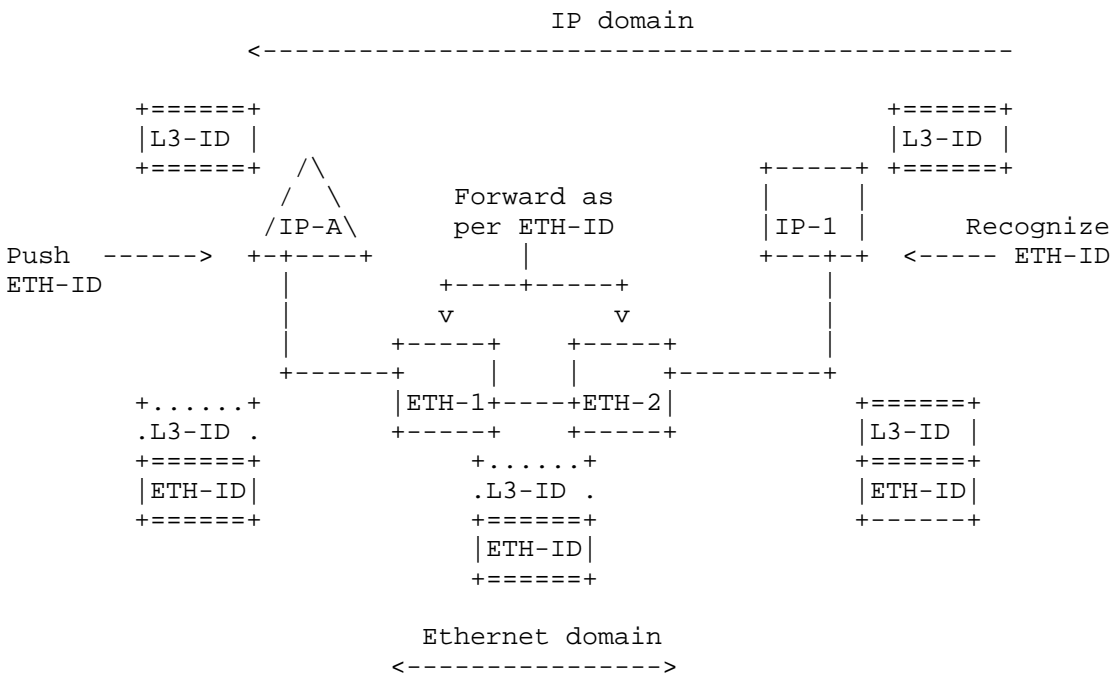 IP domain
L3-ID L3-ID
Forward as
IP-A per ETH-ID IP-1 Recognize
Push ETH-ID
ETH-ID
v v
ETH-1 ETH-2
L3-ID L3-ID
L3-ID
ETH-ID ETH-ID
ETH-ID
Ethernet domain